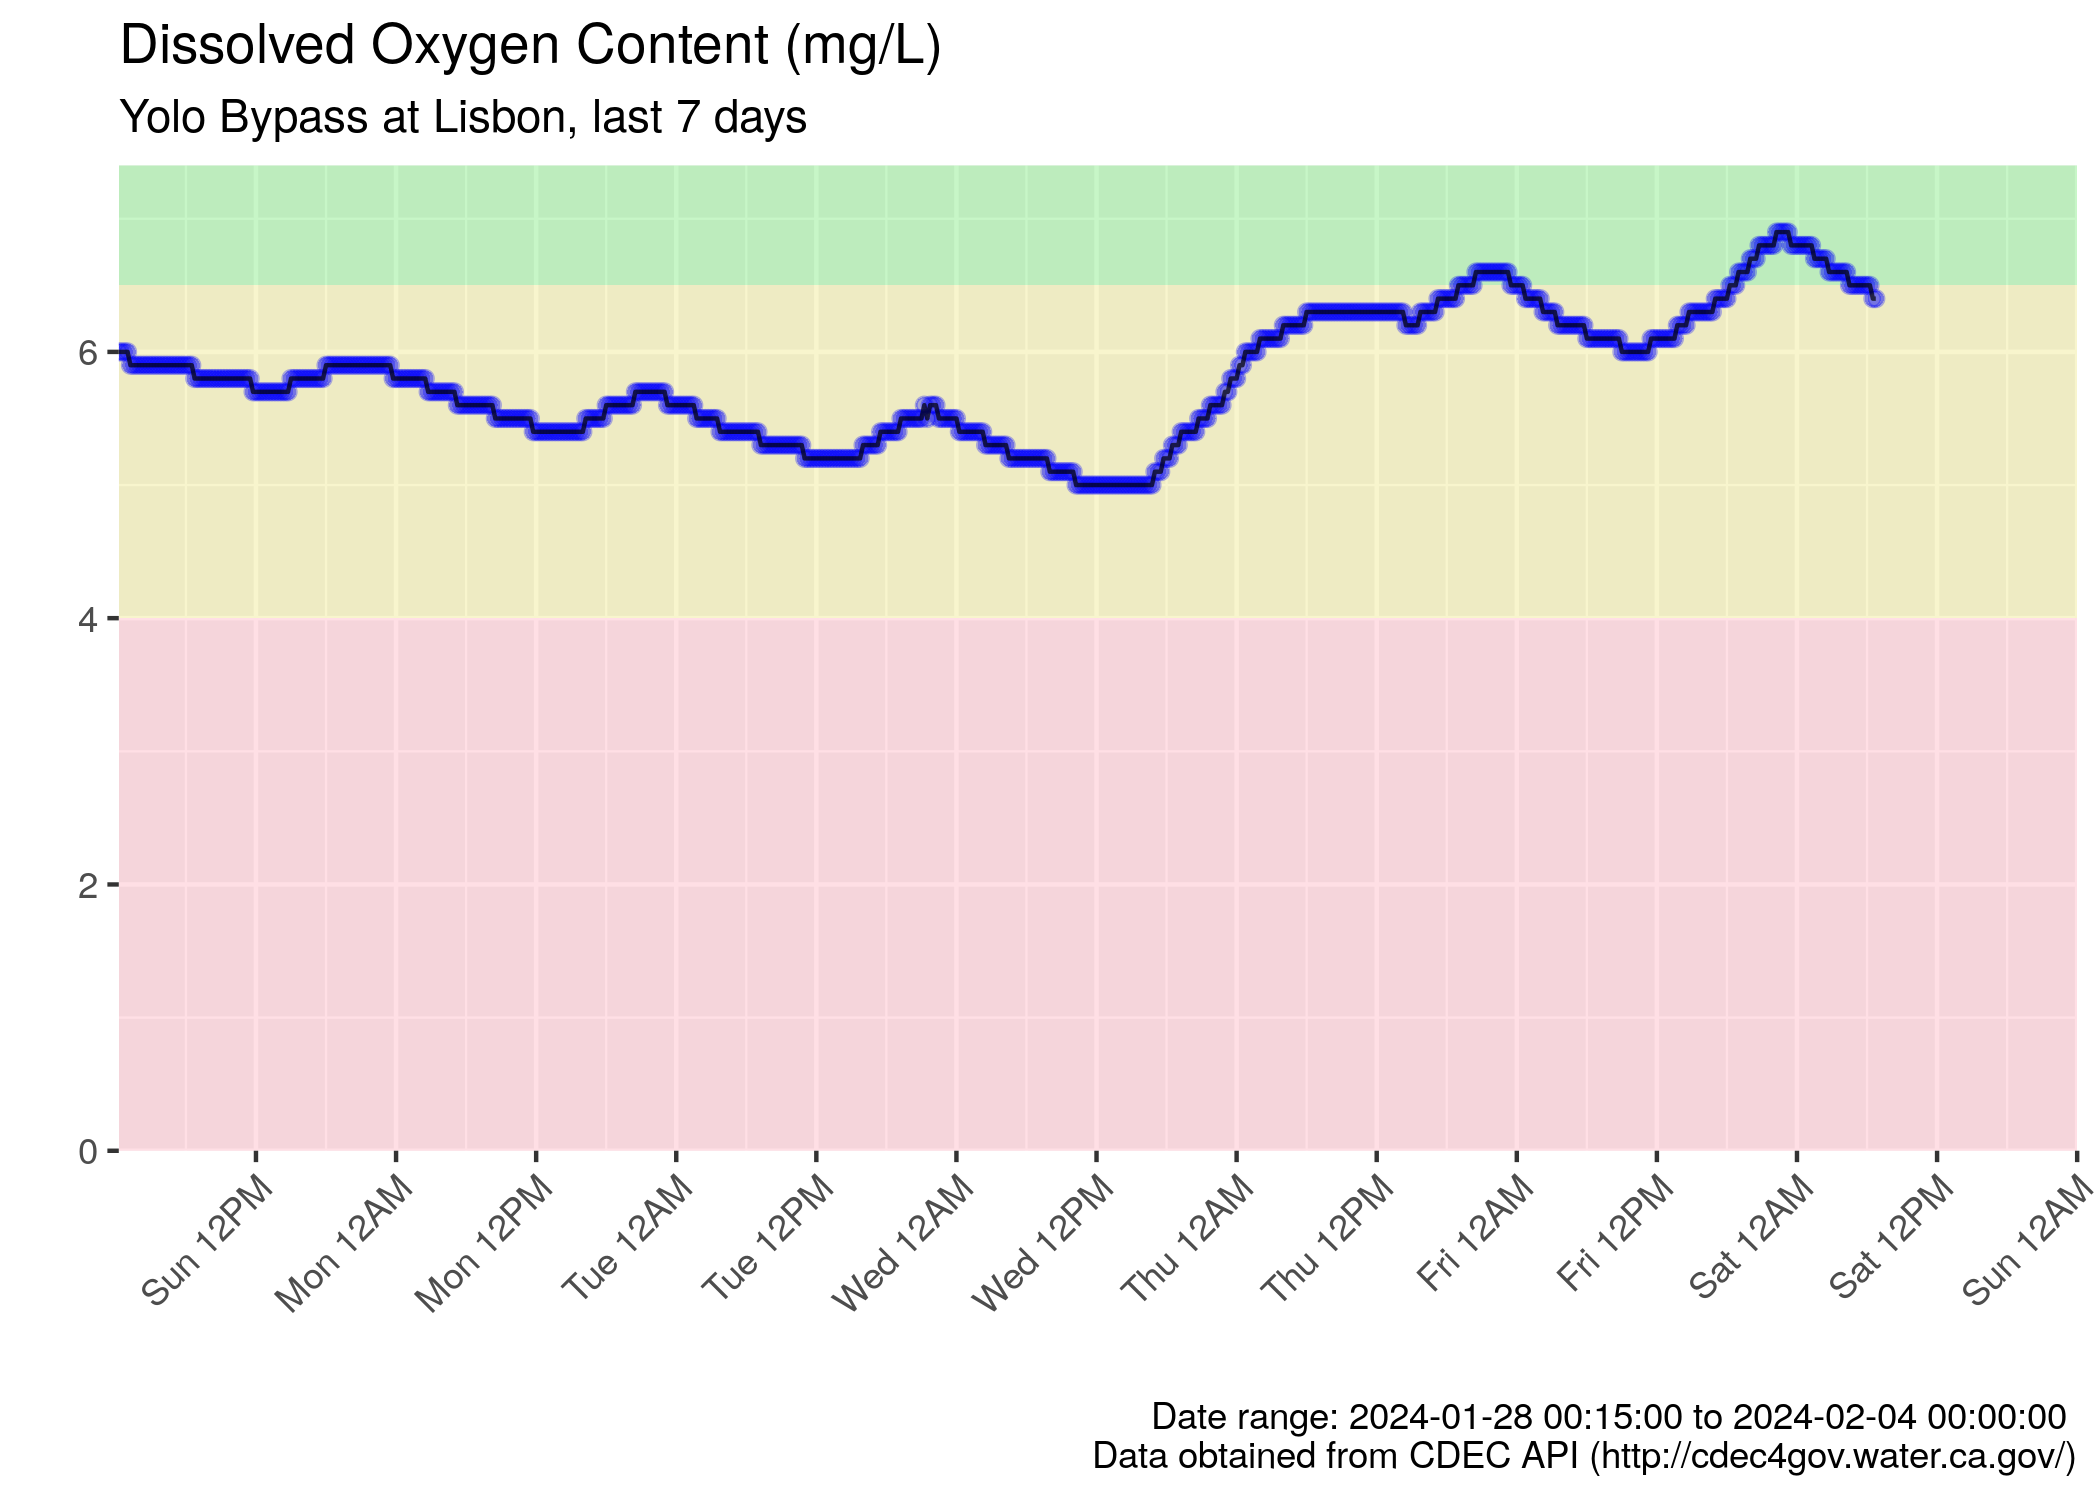 Dissolved Oxygen Content (mg/L)
Yolo Bypass at Lisbon, last 7 days
6
4
2
0
Sun 12PM
Mon 12AM
Mon 12PM
Tue 12AM
Tue 12PM
Wed 12AM
Wed 12PM
Thu 12AM
Thu 12PM
Fri 12AM
Fri 12PM
Sat 12AM
Sat 12PM
Sun 12AM
Date range: 2024-01-28 00:15:00 to 2024-02-04 00:00:00
Data obtained from CDEC API (http://cdec4gov.water.ca.gov/)